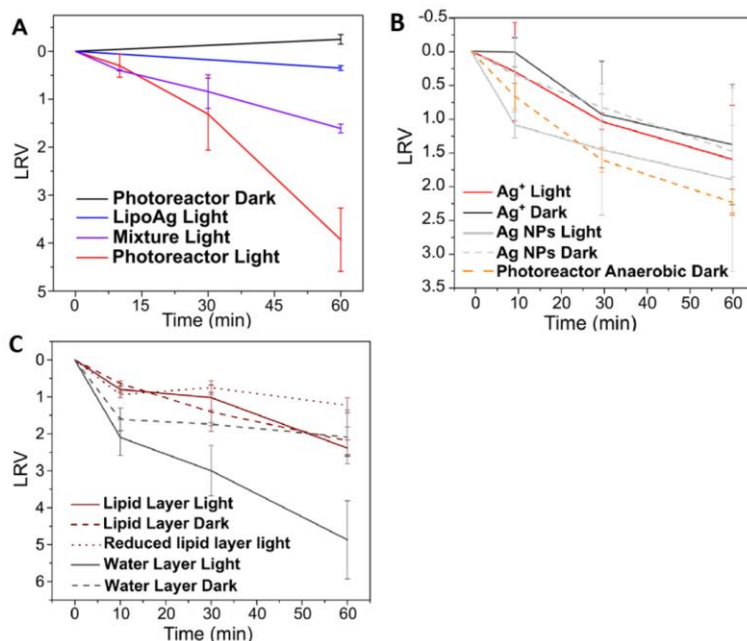 A
0
1
2
3
4
5
LRV
Photoreactor Dark
LipoAg Light
Mixture Light
Photoreactor Light
0 15 30 45 60
Time (min)
B
-0.5
0.0
0.5
1.0
1.5
2.0
2.5
3.0
3.5
LRV
Ag+ Light
Ag+ Dark
Ag NPs Light
Ag NPs Dark
Photoreactor Anaerobic Dark
0 10 20 30 40 50 60
Time (min)
C
0
1
2
3
4
5
6
LRV
Lipid Layer Light
Lipid Layer Dark
Reduced lipid layer light
Water Layer Light
Water Layer Dark
0 10 20 30 40 50 60
Time (min)